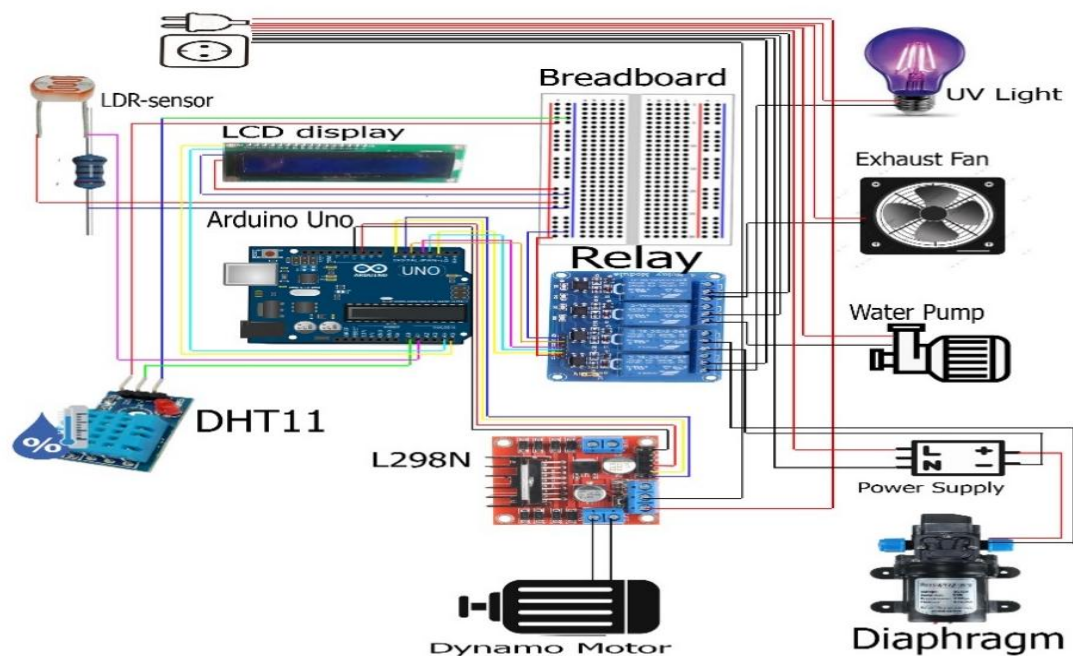 LDR-sensor
Breadboard
UV Light
LCD display
Exhaust Fan
Arduino Uno
UNO
Relay
Water Pump
DHT11
%
L298N
L
N
+
-
Power Supply
Dynamo Motor
Diaphragm